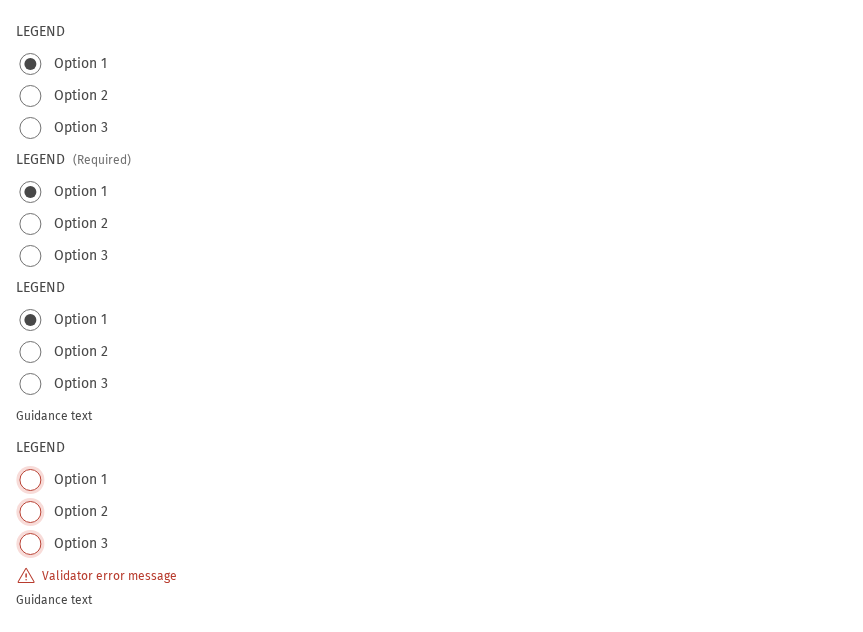 LEGEND
Option 1
Option 2
Option 3
LEGEND (Required)
Option 1
Option 2
Option 3
LEGEND
Option 1
Option 2
Option 3
Guidance text
LEGEND
Option 1
Option 2
Option 3
Validator error message
Guidance text